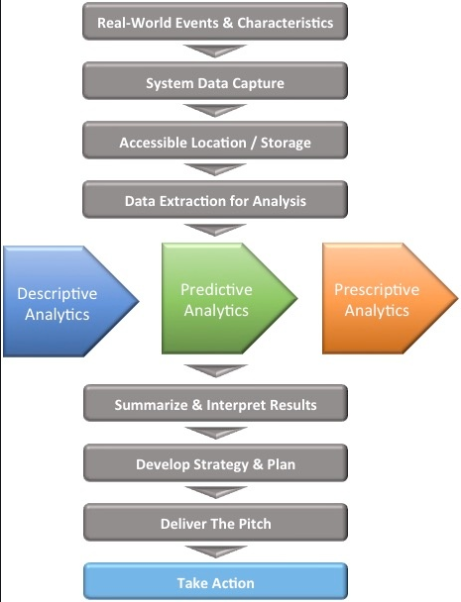 Real-World Events & Characteristics
System Data Capture
Accessible Location / Storage
Data Extraction for Analysis
Descriptive
Analytics
Predictive
Analytics
Prescriptive
Analytics
Summarize & Interpret Results
Develop Strategy & Plan
Deliver The Pitch
Take Action